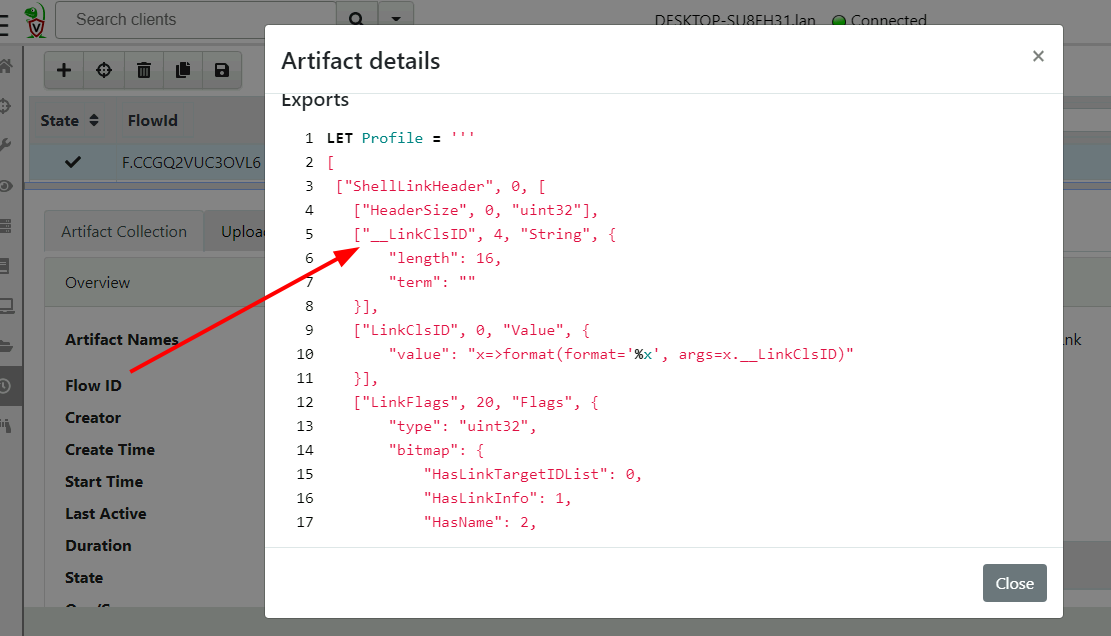 Search clients
DESKTOP-SU8EH31.lan Connected
Artifact details
×
Exports
State FlowId
F.CCGQ2VUC3OVL6
Artifact Collection
Overview
Artifact Names
Flow ID
Creator
Create Time
Start Time
Last Active
Duration
State
1 LET Profile = '''
2 [
3 ["ShellLinkHeader", 0, [
4 ["HeaderSize", 0, "uint32"],
5 ["__LinkClsID", 4, "String", {
6 "length": 16,
7 "term": ""
8 }],
9 ["LinkClsID", 0, "Value", {
10 "value": "x=>format(format='%x', args=x.__LinkClsID)"
11 }],
12 ["LinkFlags", 20, "Flags", {
13 "type": "uint32",
14 "bitmap": {
15 "HasLinkTargetIDList": 0,
16 "HasLinkInfo": 1,
17 "HasName": 2,
Close